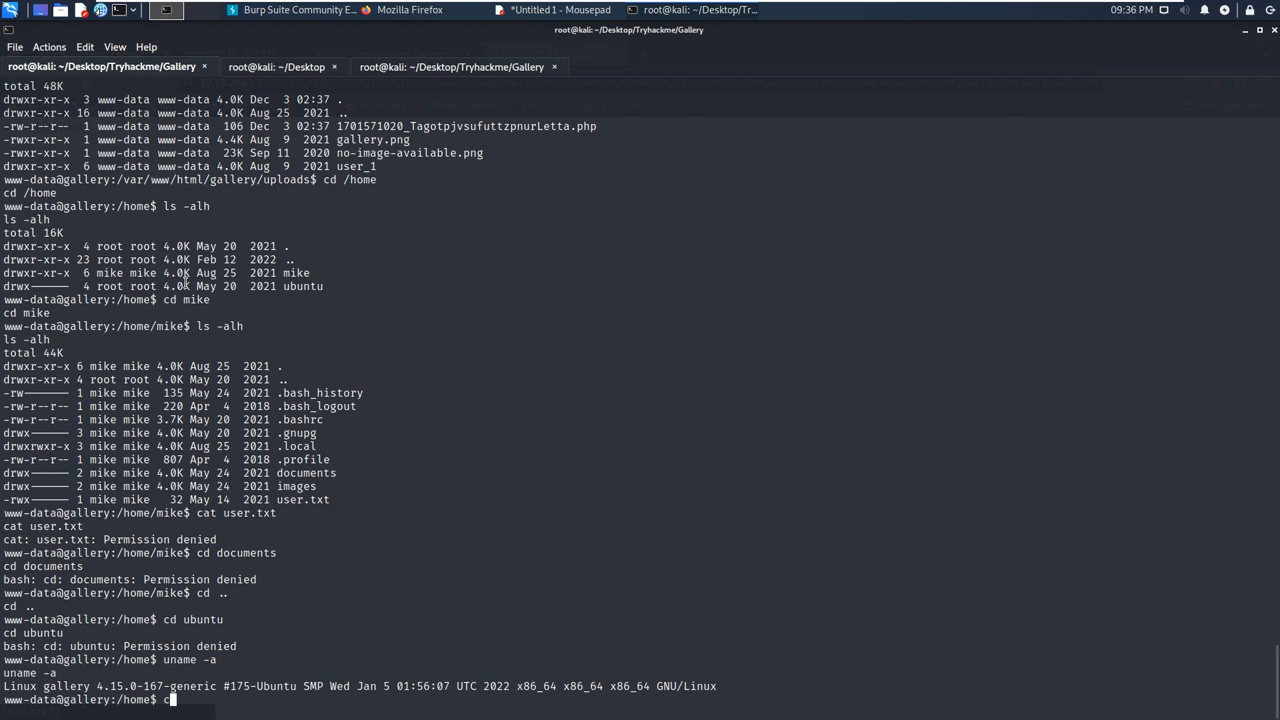 Burp Suite Community E...
Mozilla Firefox
*Untitled 1 - Mousepad
root@kali: ~/Desktop/Tr...
09:36 PM
root@kali: ~/Desktop/Tryhackme/Gallery
File Actions Edit View Help
root@kali: ~/Desktop/Tryhackme/Gallery × root@kali: ~/Desktop × root@kali: ~/Desktop/Tryhackme/Gallery ×
total 48K
drwxr-xr-x 3 www-data www-data 4.0K Dec 3 02:37 .
drwxr-xr-x 16 www-data www-data 4.0K Aug 25 2021 ..
-rw-r--r-- 1 www-data www-data 106 Dec 3 02:37 1701571020_TagotpjvsufuttzpnurLetta.php
-rwxr-xr-x 1 www-data www-data 4.4K Aug 9 2021 gallery.png
-rwxr-xr-x 1 www-data www-data 23K Sep 11 2020 no-image-available.png
drwxr-xr-x 6 www-data www-data 4.0K Aug 9 2021 user_1
www-data@gallery:/var/www/html/gallery/uploads$ cd /home
cd /home
www-data@gallery:/home$ ls -alh
ls -alh
total 16K
drwxr-xr-x 4 root root 4.0K May 20 2021 .
drwxr-xr-x 23 root root 4.0K Feb 12 2022 ..
drwxr-xr-x 6 mike mike 4.0K Aug 25 2021 mike
drwx------ 4 root root 4.0K May 20 2021 ubuntu
www-data@gallery:/home$ cd mike
cd mike
www-data@gallery:/home/mike$ ls -alh
ls -alh
total 44K
drwxr-xr-x 6 mike mike 4.0K Aug 25 2021 .
drwxr-xr-x 4 root root 4.0K May 20 2021 ..
-rw------- 1 mike mike 135 May 24 2021 .bash_history
-rw-r--r-- 1 mike mike 220 Apr 4 2018 .bash_logout
-rw-r--r-- 1 mike mike 3.7K May 20 2021 .bashrc
drwx------ 3 mike mike 4.0K May 20 2021 .gnupg
drwxrwxr-x 3 mike mike 4.0K Aug 25 2021 .local
-rw-r--r-- 1 mike mike 807 Apr 4 2018 .profile
drwx------ 2 mike mike 4.0K May 24 2021 documents
drwx------ 2 mike mike 4.0K May 24 2021 images
-rwx------ 1 mike mike 32 May 14 2021 user.txt
www-data@gallery:/home/mike$ cat user.txt
cat user.txt
cat: user.txt: Permission denied
www-data@gallery:/home/mike$ cd documents
cd documents
bash: cd: documents: Permission denied
www-data@gallery:/home/mike$ cd ..
cd ..
www-data@gallery:/home$ cd ubuntu
cd ubuntu
bash: cd: ubuntu: Permission denied
www-data@gallery:/home$ uname -a
uname -a
Linux gallery 4.15.0-167-generic #175-Ubuntu SMP Wed Jan 5 01:56:07 UTC 2022 x86_64 x86_64 x86_64 GNU/Linux
www-data@gallery:/home$ c